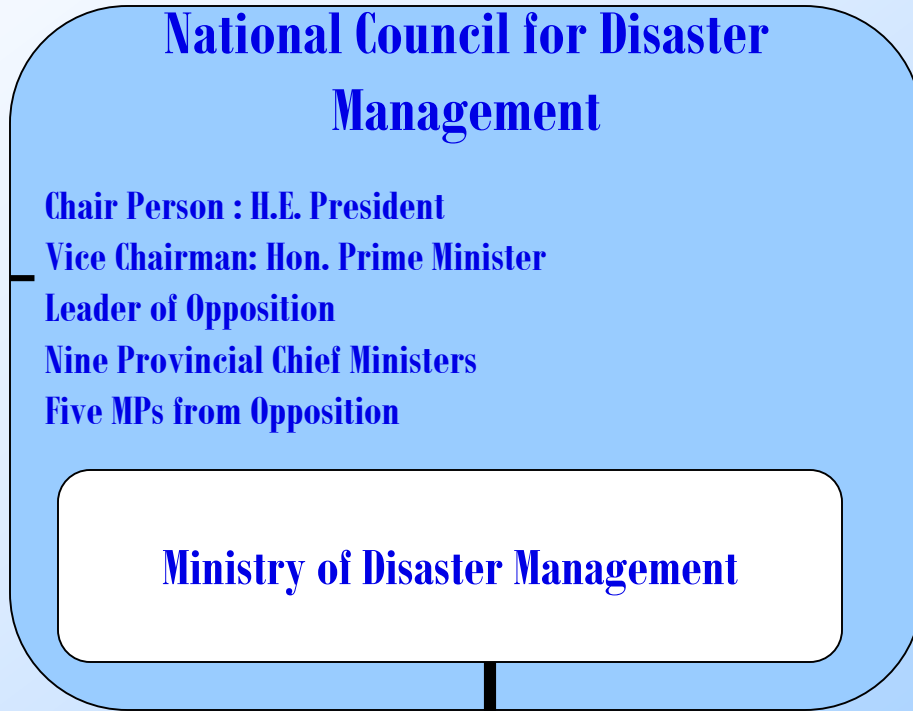 National Council for Disaster
Management
Chair Person : H.E. President
Vice Chairman: Hon. Prime Minister
Leader of Opposition
Nine Provincial Chief Ministers
Five MPs from Opposition
Ministry of Disaster Management